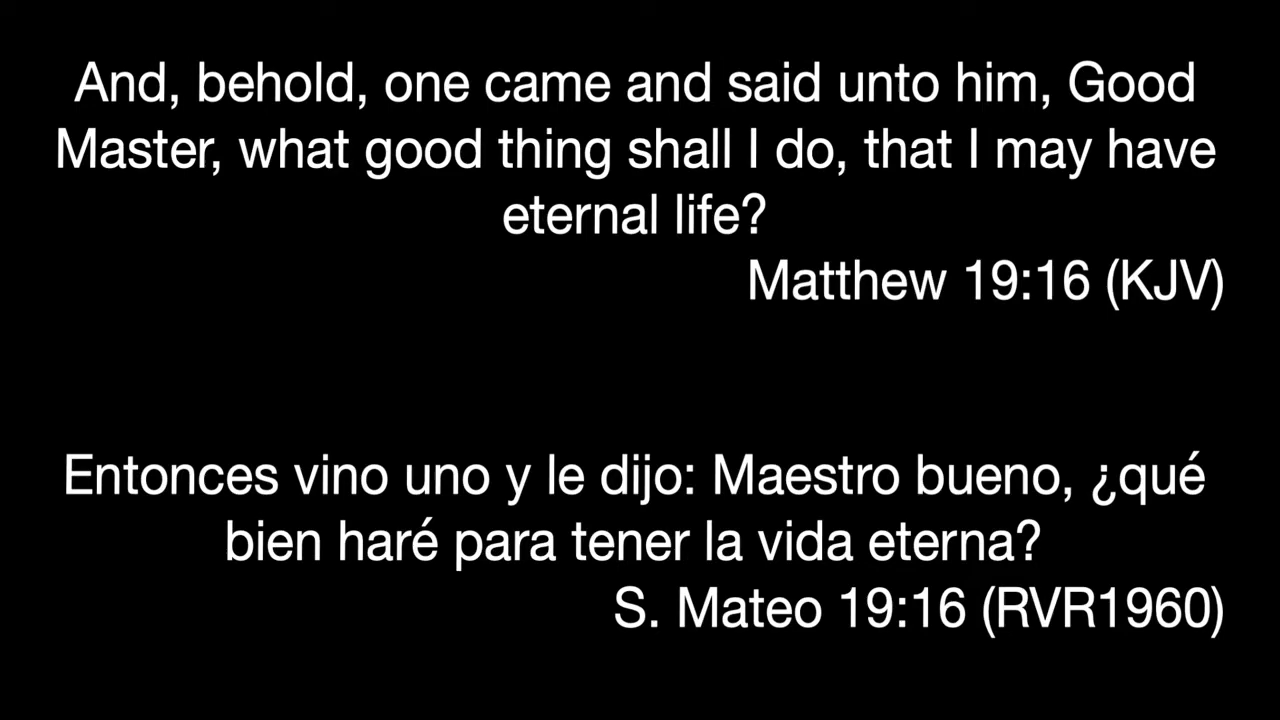 And, behold, one came and said unto him, Good
Master, what good thing shall I do, that I may have
eternal life?
Matthew 19:16 (KJV)
Entonces vino uno y le dijo: Maestro bueno, ¿qué
bien haré para tener la vida eterna?
S. Mateo 19:16 (RVR1960)